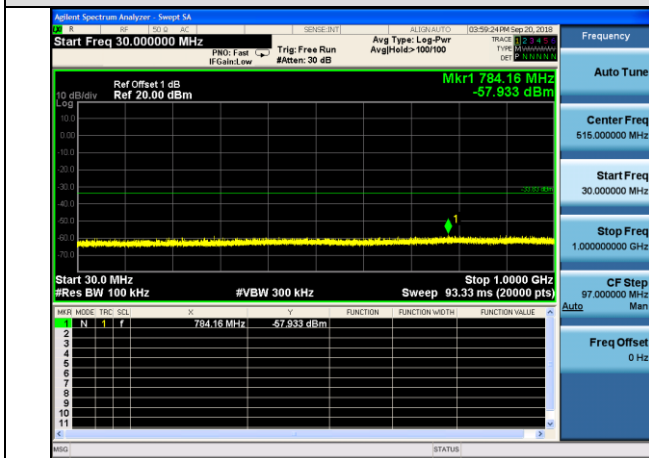 Agilent Spectrum Analyzer - Swept SA
R RF 50 Ω AC SENSE:INT ALIGNAUTO 03:59:24 PM Sep 20, 2018
Start Freq 30.000000 MHz
PNO: Fast
IFGain:Low
Trig: Free Run
#Atten: 30 dB
Avg Type: Log-Pwr
Avg|Hold:>100/100
TRACE 1 2 3 4 5 6
TYPE M
DET P N N N N N
Mkr1 784.16 MHz
-57.933 dBm
Ref Offset 1 dB
Ref 20.00 dBm
10 dB/div
Log
10.0
0.00
-10.0
-20.0
-30.0
-40.0
-50.0
-60.0
-70.0
1
Start 30.0 MHz
Stop 1.0000 GHz
#Res BW 100 kHz #VBW 300 kHz Sweep 93.33 ms (20000 pts)
MKR MODE TRC SCL X Y FUNCTION FUNCTION WIDTH FUNCTION VALUE
1 N 1 f 784.16 MHz -57.933 dBm
2
3
4
5
6
7
8
9
10
11
MSG STATUS
Frequency
Auto Tune
Center Freq
515.000000 MHz
Start Freq
30.000000 MHz
Stop Freq
1.000000000 GHz
CF Step
97.000000 MHz
Auto Man
Freq Offset
0 Hz